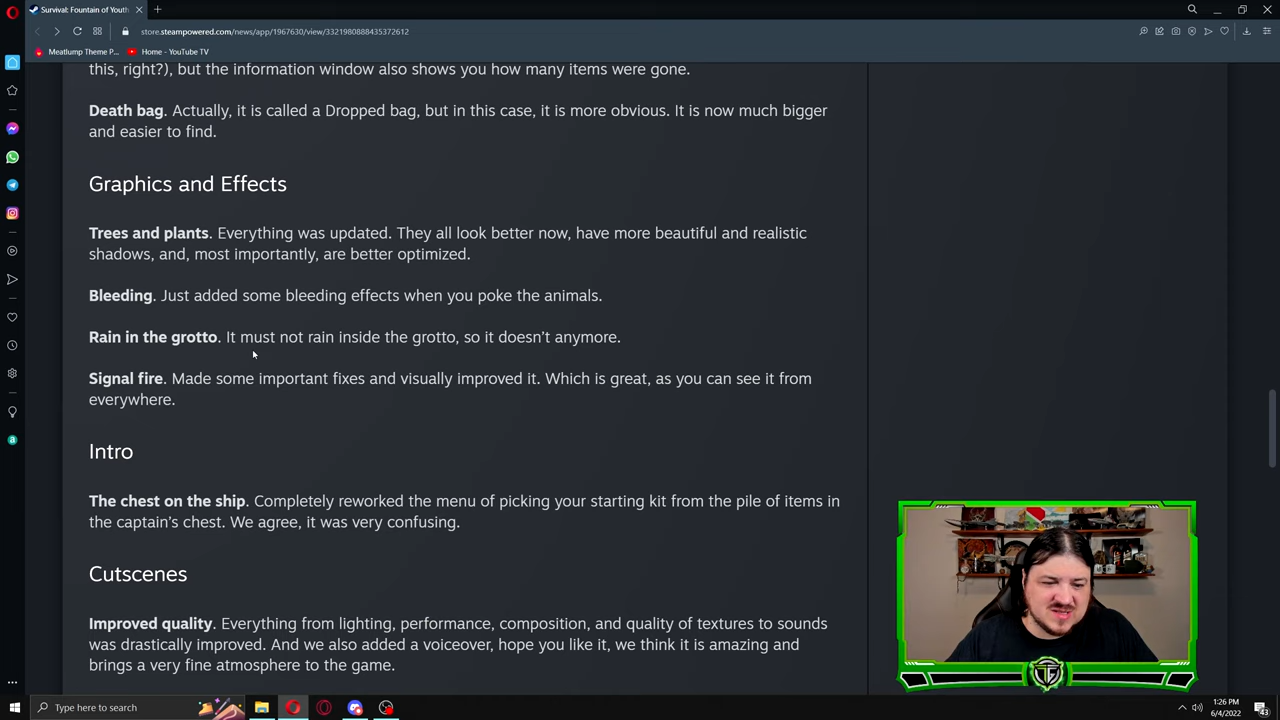 Survival: Fountain of Youth
store.steampowered.com/news/app/1967630/view/3321980888435372612
Meatlump Theme P...
Home - YouTube TV
this, right?), but the information window also shows you how many items were gone.
Death bag. Actually, it is called a Dropped bag, but in this case, it is more obvious. It is now much bigger
and easier to find.
Graphics and Effects
Trees and plants. Everything was updated. They all look better now, have more beautiful and realistic
shadows, and, most importantly, are better optimized.
Bleeding. Just added some bleeding effects when you poke the animals.
Rain in the grotto. It must not rain inside the grotto, so it doesn't anymore.
Signal fire. Made some important fixes and visually improved it. Which is great, as you can see it from
everywhere.
Intro
The chest on the ship. Completely reworked the menu of picking your starting kit from the pile of items in
the captain's chest. We agree, it was very confusing.
Cutscenes
Improved quality. Everything from lighting, performance, composition, and quality of textures to sounds
was drastically improved. And we also added a voiceover, hope you like it, we think it is amazing and
brings a very fine atmosphere to the game.
Type here to search
1:26 PM
6/4/2022
43